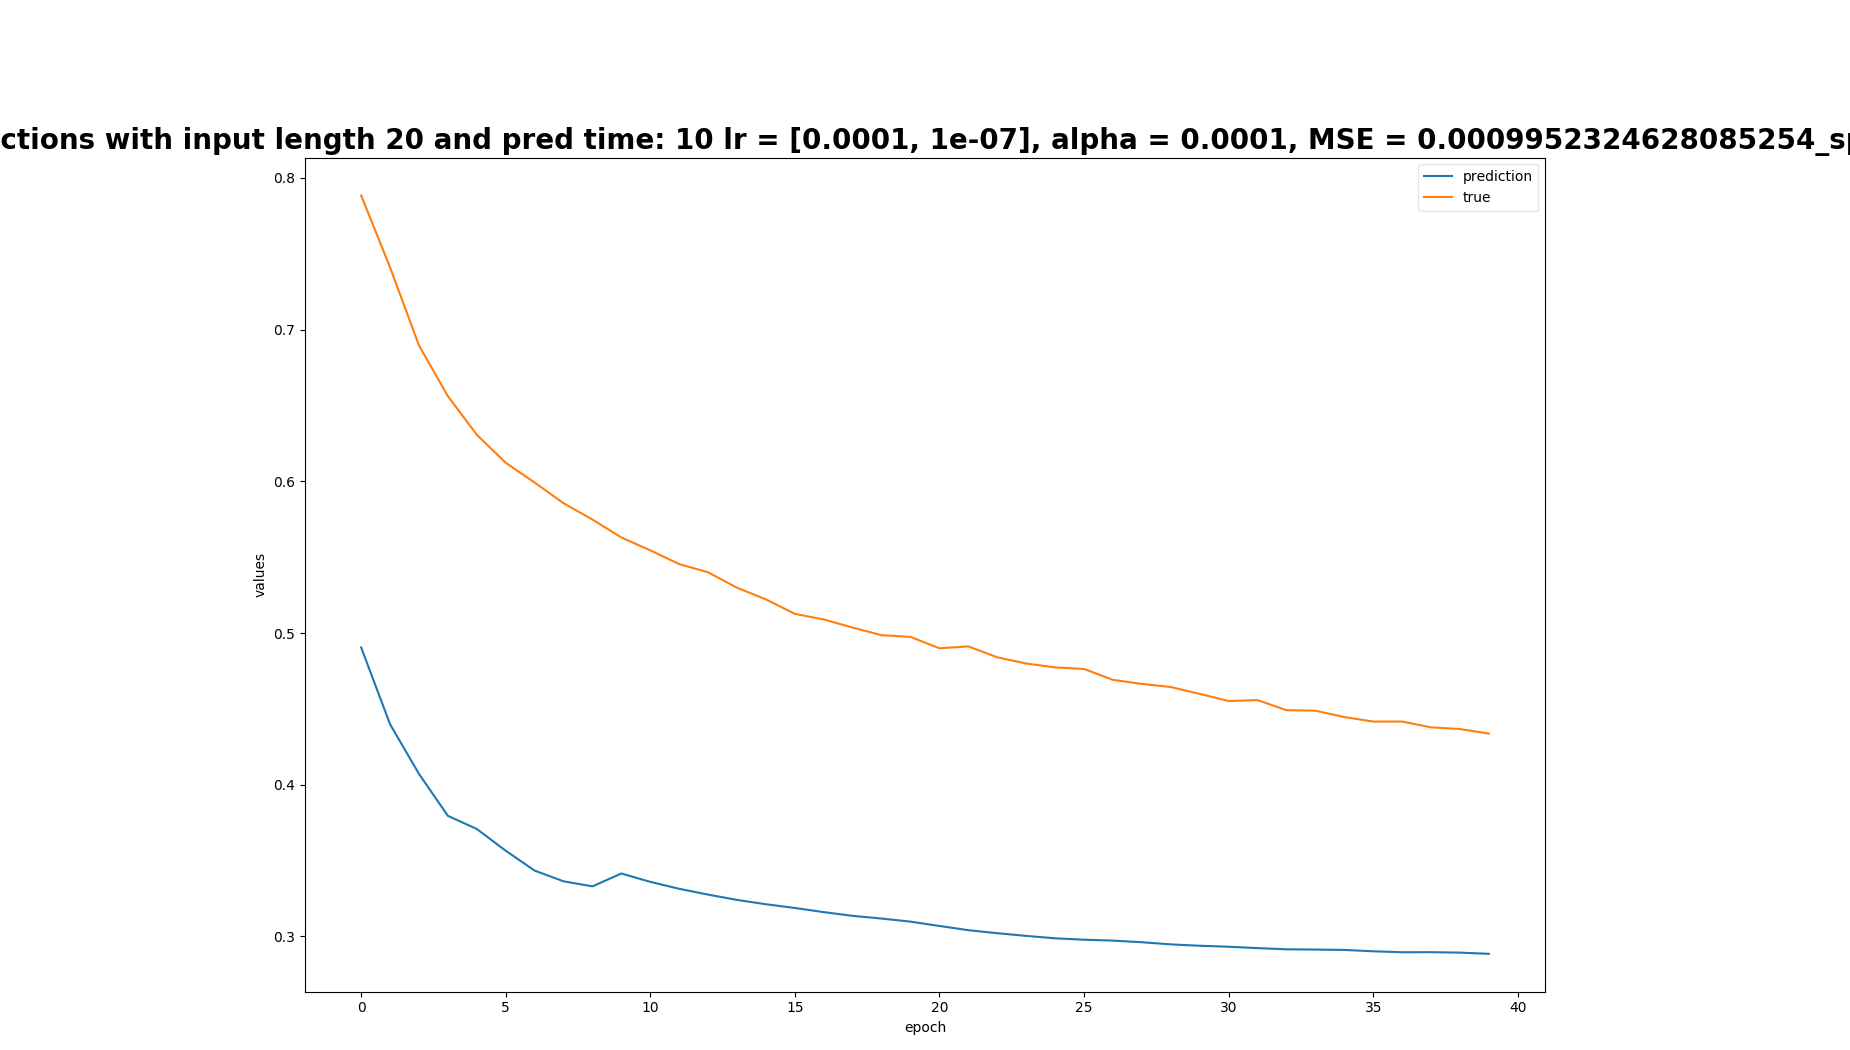 ctions with input length 20 and pred time: 10 lr = [0.0001, 1e-07], alpha = 0.0001, MSE = 0.0009952324628085254_sp
prediction
true
0.8
0.7
0.6
0.5
0.4
0.3
values
0 5 10 15 20 25 30 35 40
epoch